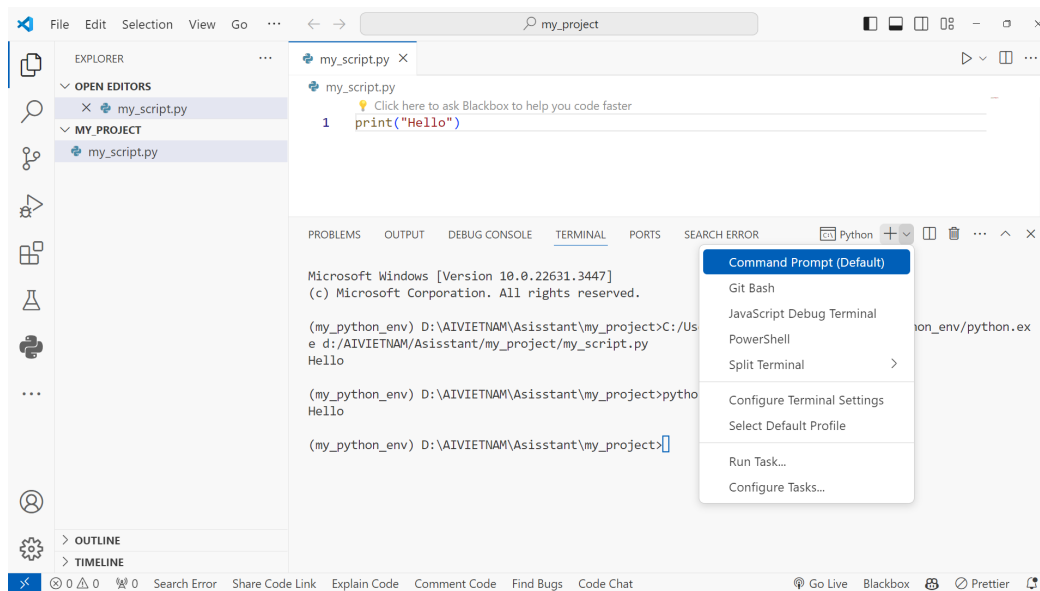 File Edit Selection View Go ··· my_project
EXPLORER ···
OPEN EDITORS
my_script.py
MY_PROJECT
my_script.py
OUTLINE
TIMELINE
my_script.py
my_script.py
Click here to ask Blackbox to help you code faster
1 print("Hello")
PROBLEMS OUTPUT DEBUG CONSOLE TERMINAL PORTS SEARCH ERROR Python
Microsoft Windows [Version 10.0.22631.3447]
(c) Microsoft Corporation. All rights reserved.
(my_python_env) D:\AIVIETNAM\Asisstant\my_project>C:/Us on_env/python.ex
e d:/AIVIETNAM/Asisstant/my_project/my_script.py
Hello
(my_python_env) D:\AIVIETNAM\Asisstant\my_project>pytho
Hello
(my_python_env) D:\AIVIETNAM\Asisstant\my_project>
Command Prompt (Default)
Git Bash
JavaScript Debug Terminal
PowerShell
Split Terminal
Configure Terminal Settings
Select Default Profile
Run Task...
Configure Tasks...
0 0 0 Search Error Share Code Link Explain Code Comment Code Find Bugs Code Chat Go Live Blackbox Prettier